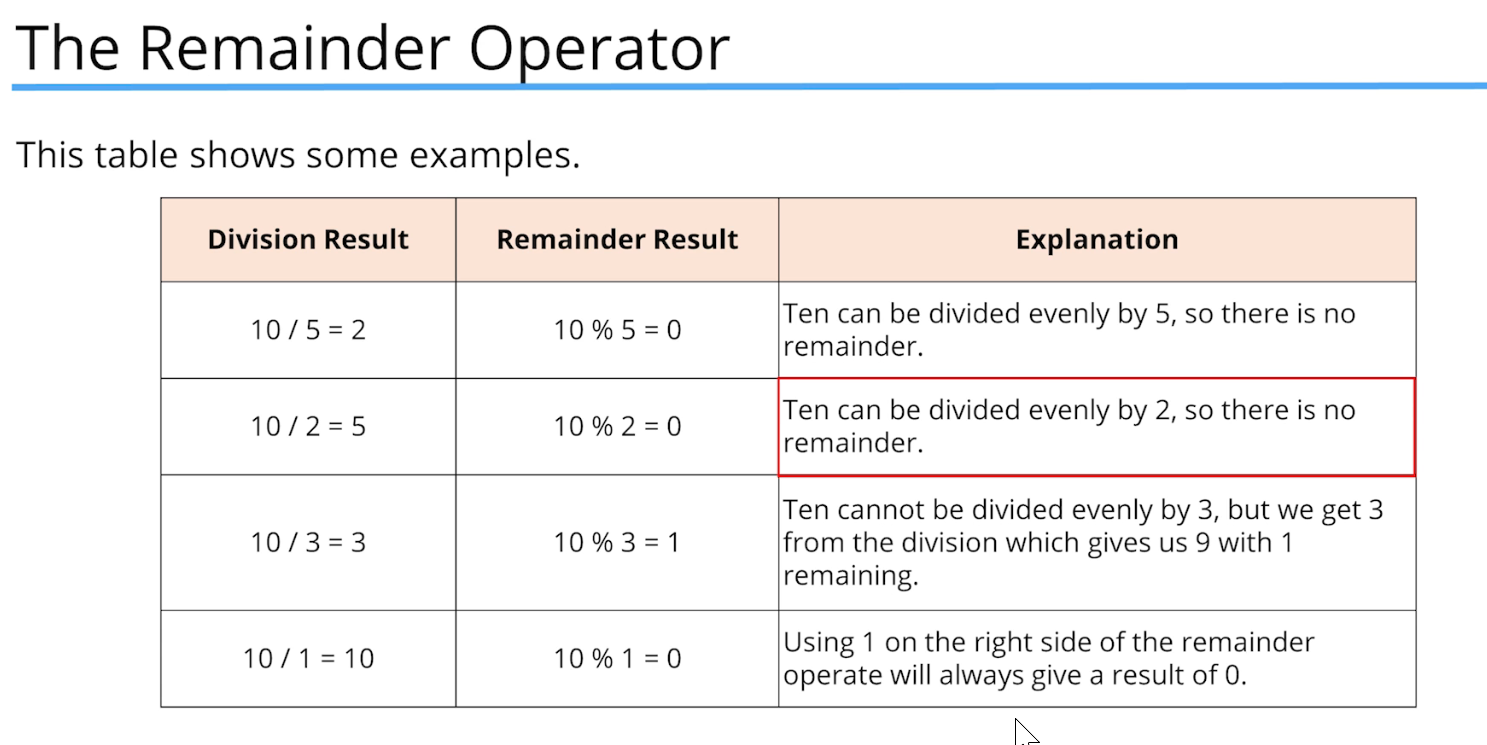 The Remainder Operator
This table shows some examples.
Division Result
Remainder Result
Explanation
10 / 5 = 2
10 % 5 = 0
Ten can be divided evenly by 5, so there is no
remainder.
10 / 2 = 5
10 % 2 = 0
Ten can be divided evenly by 2, so there is no
remainder.
10 / 3 = 3
10 % 3 = 1
Ten cannot be divided evenly by 3, but we get 3
from the division which gives us 9 with 1
remaining.
10 / 1 = 10
10 % 1 = 0
Using 1 on the right side of the remainder
operate will always give a result of 0.